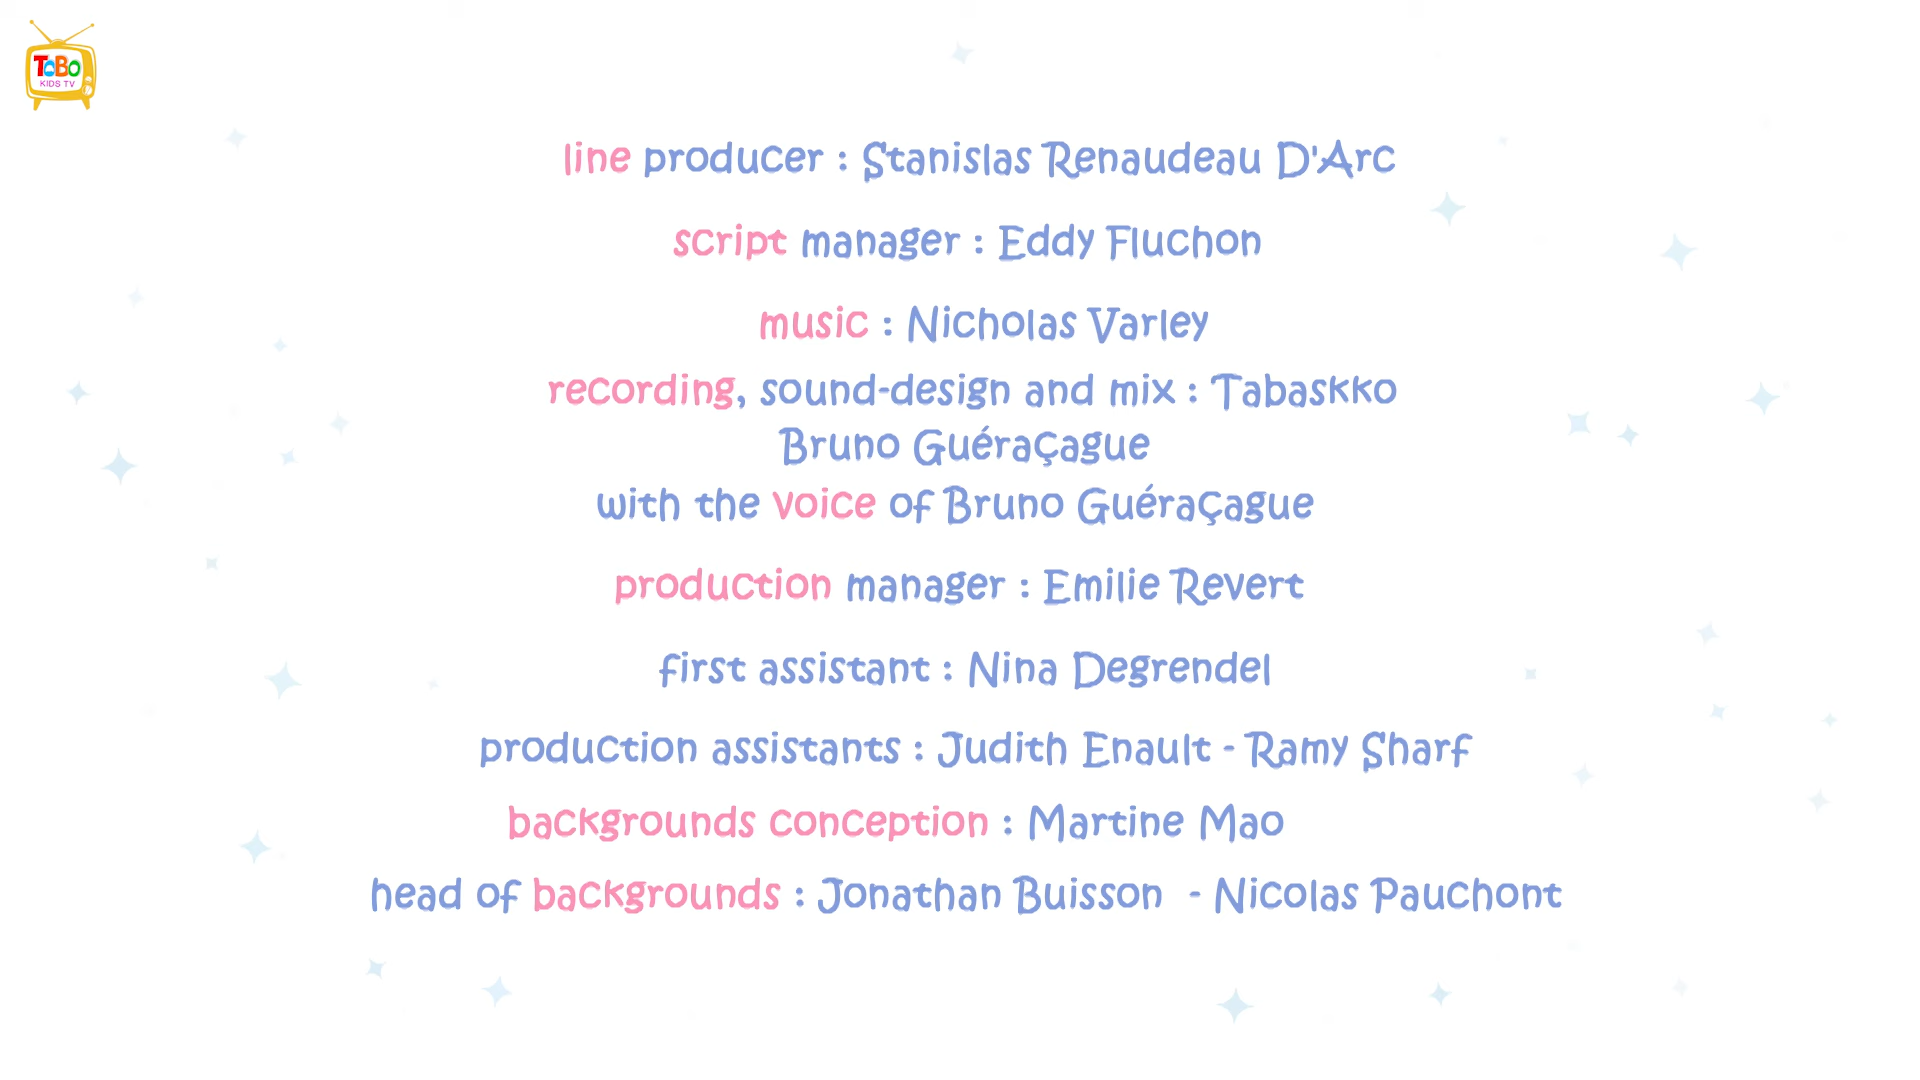 ToBo
KIDS TV
line producer : Stanislas Renaudeau D'Arc
script manager : Eddy Fluchon
music : Nicholas Varley
recording, sound-design and mix : Tabaskko
Bruno Guéraçague
with the voice of Bruno Guéraçague
production manager : Emilie Revert
first assistant : Nina Degrendel
production assistants : Judith Enault - Ramy Sharf
backgrounds conception : Martine Mao
head of backgrounds : Jonathan Buisson - Nicolas Pauchont